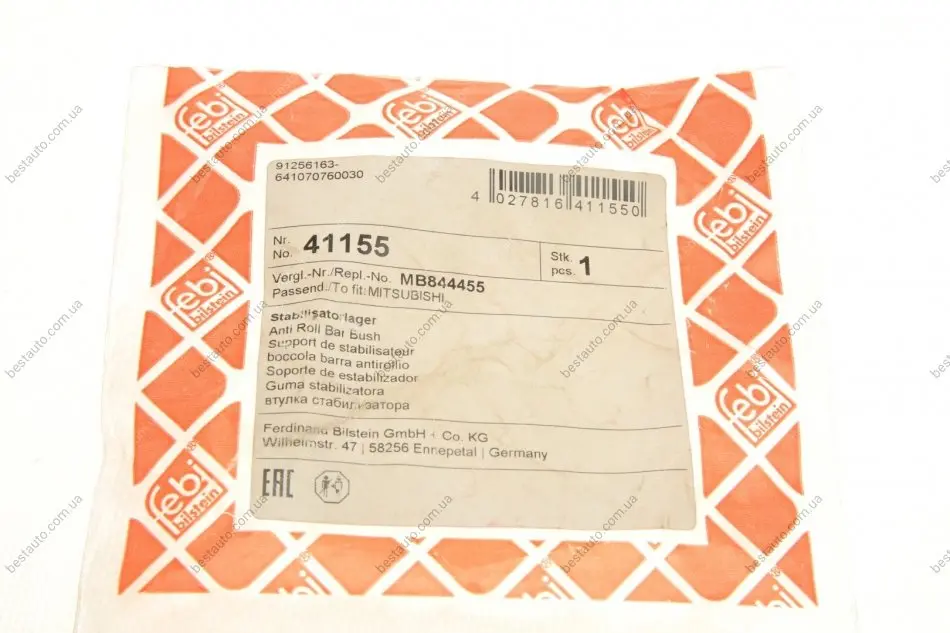 febi
bilstein
91256163-
641070760030
4 027816 411550
Nr.
No. 41155
Stk.
pcs. 1
Vergl.-Nr./Repl.-No. MB844455
Passend./To fit: MITSUBISHI
Stabilisatorlager
Anti Roll Bar Bush
Support de stabilisateur
boccola barra antirollio
Soporte de estabilizador
Guma stabilizatora
втулка стабилизатора
Ferdinand Bilstein GmbH + Co. KG
Wilhelmstr. 47 | 58256 Ennepetal | Germany
EAC
bestauto.com.ua